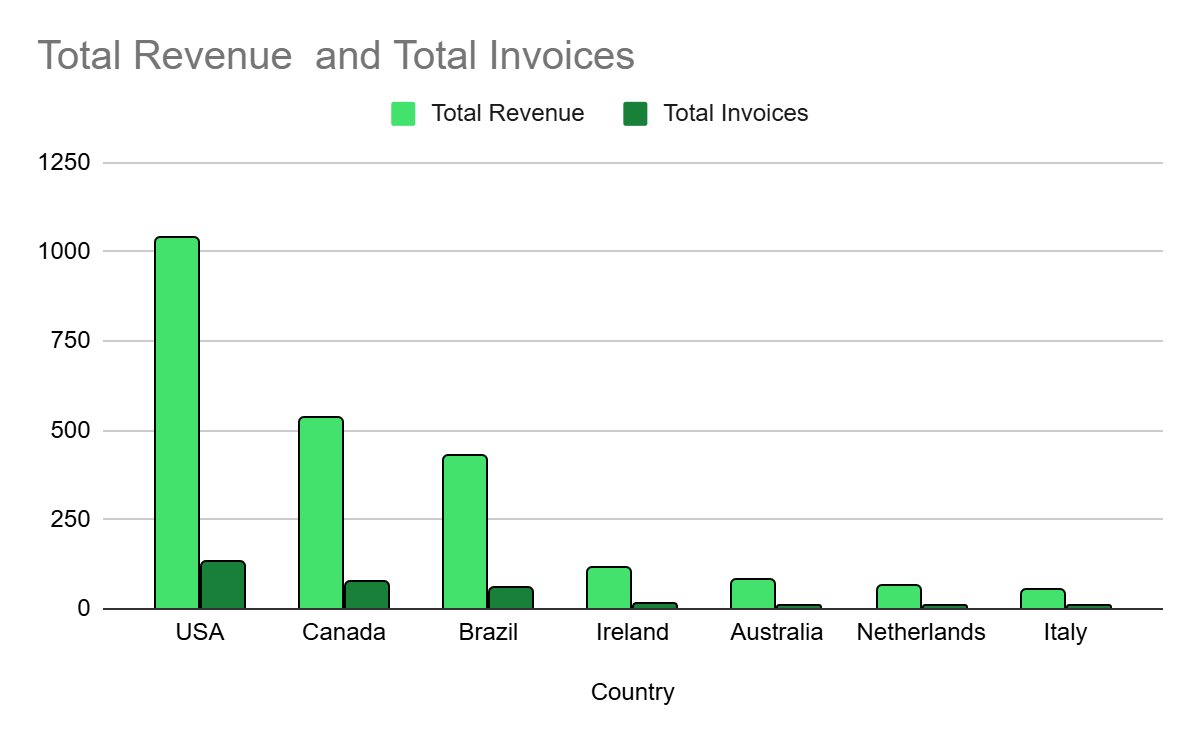 Total Revenue  and Total Invoices
Total Revenue Total Invoices
1250
1000
750
500
250
0
USA Canada Brazil Ireland Australia Netherlands Italy
Country